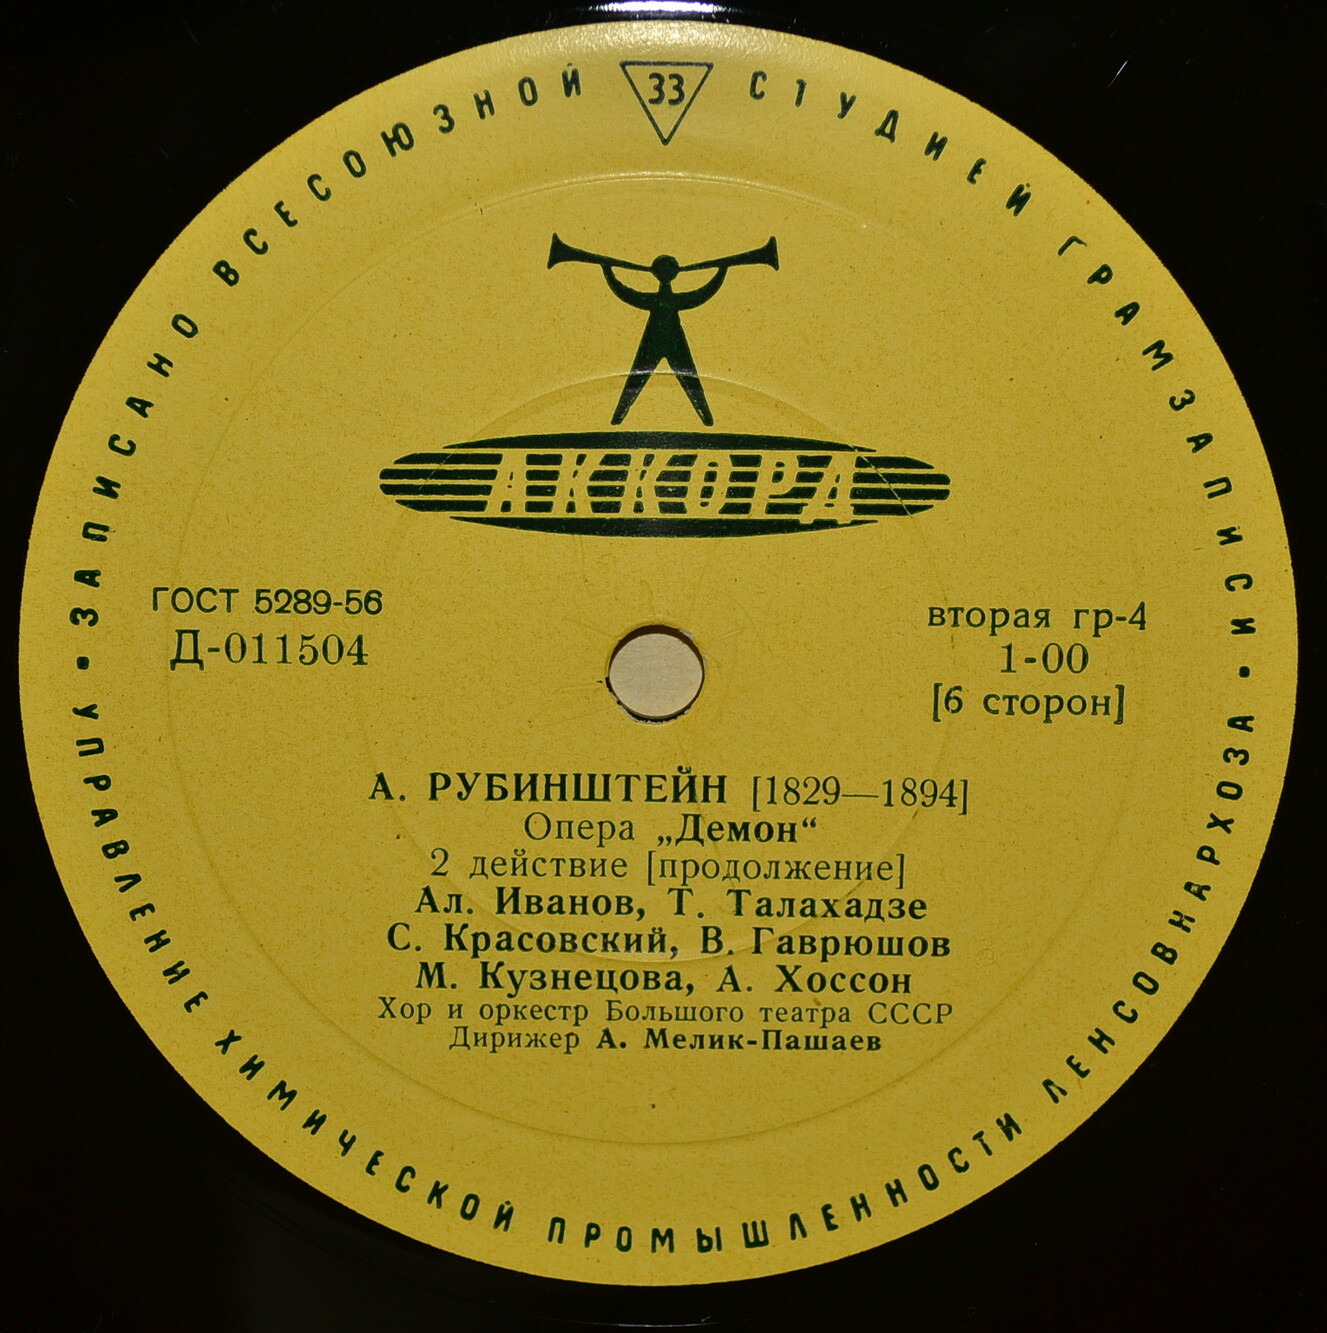 ЗАПИСАНО ВСЕСОЮЗНОЙ 33 СТУДИЕЙ ГРАМЗАПИСИ •
АККОРД
ГОСТ 5289-56
Д-011504
вторая гр-4
1-00
[6 сторон]
А. РУБИНШТЕЙН [1829—1894]
Опера „Демон“
2 действие [продолжение]
Ал. Иванов, Т. Талахадзе
С. Красовский, В. Гаврюшов
М. Кузнецова, А. Хоссон
Хор и оркестр Большого театра СССР
Дирижер А. Мелик-Пашаев
УПРАВЛЕНИЕ ХИМИЧЕСКОЙ ПРОМЫШЛЕННОСТИ ЛЕНСОВНАРХОЗА •